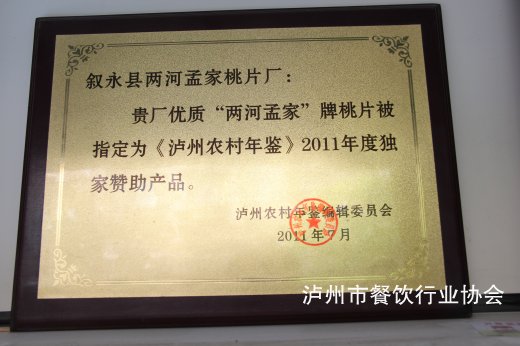 叙永县两河孟家桃片厂：
贵厂优质“两河孟家”牌桃片被
指定为《泸州农村年鉴》2011年度独
家赞助产品。
泸州农村年鉴编辑委员会
2011年7月
泸州市餐饮行业协会